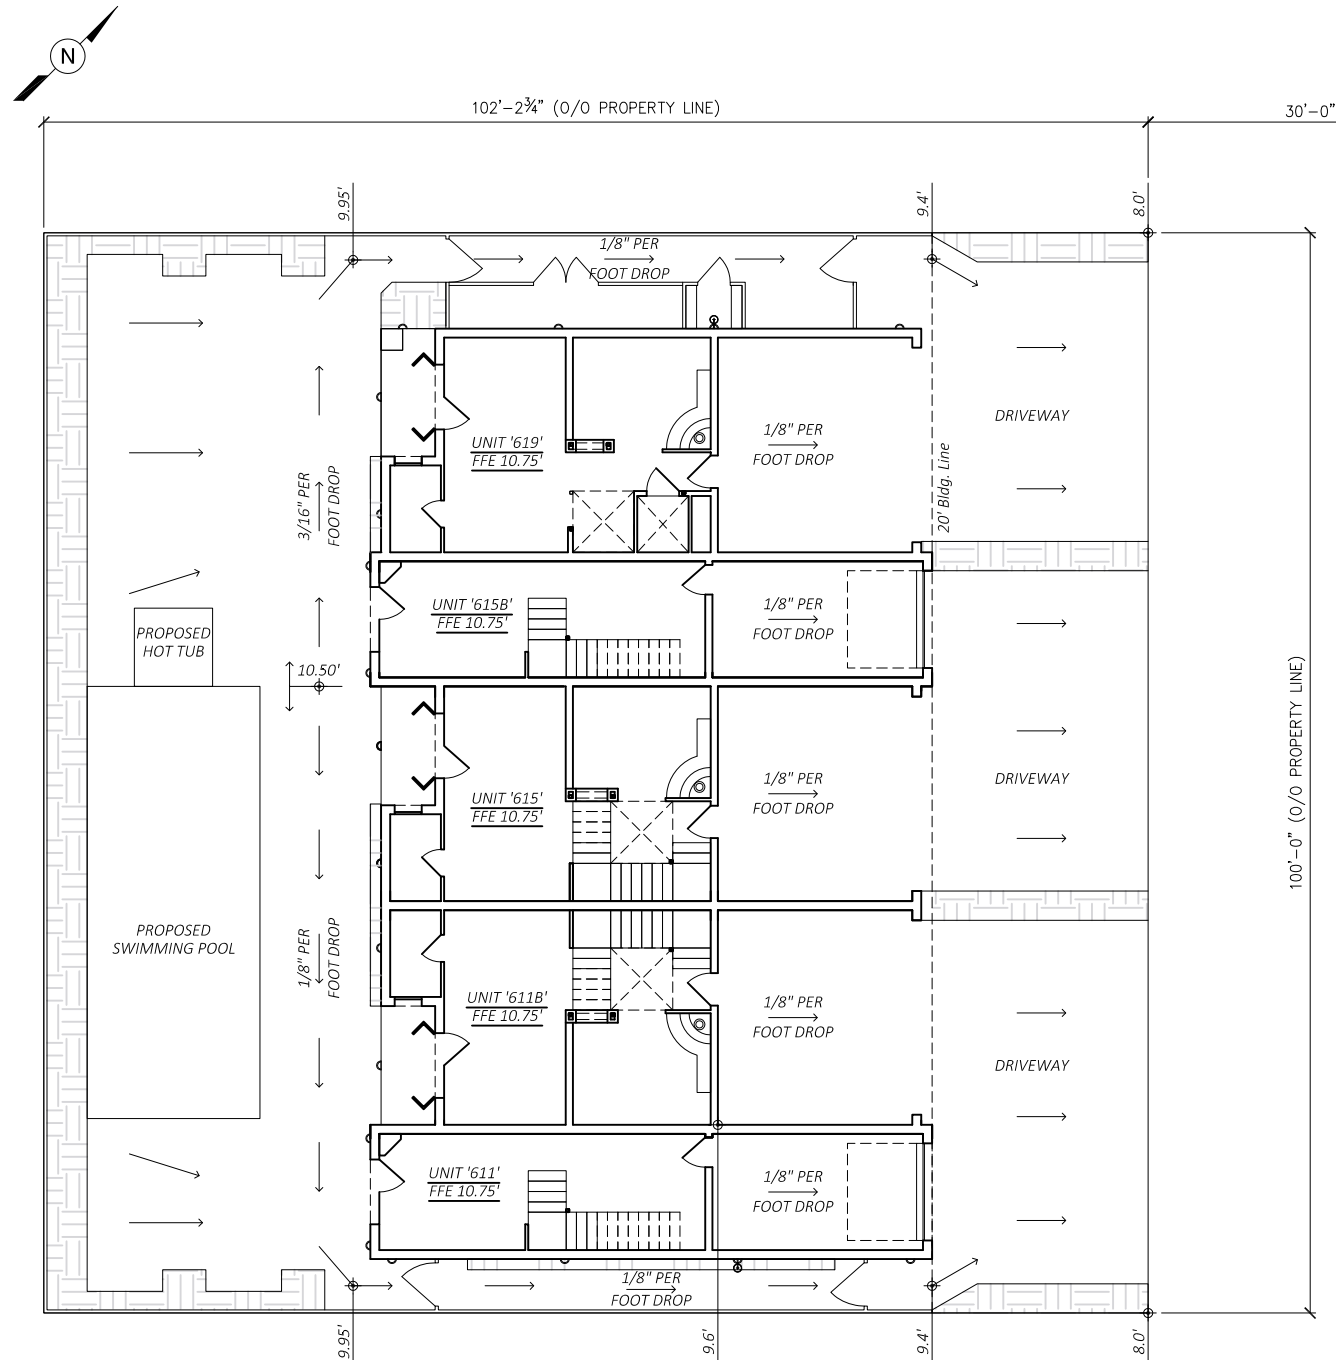 N
102'-2¾" (O/O PROPERTY LINE)
30'-0"
9.95'
9.4'
8.0'
1/8" PER
FOOT DROP
DRIVEWAY
UNIT '619'
FFE 10.75'
1/8" PER
FOOT DROP
20' Bldg. Line
3/16" PER
FOOT DROP
UNIT '615B'
FFE 10.75'
1/8" PER
FOOT DROP
PROPOSED
HOT TUB
10.50'
100'-0" (O/O PROPERTY LINE)
UNIT '615'
FFE 10.75'
1/8" PER
FOOT DROP
DRIVEWAY
PROPOSED
SWIMMING POOL
1/8" PER
FOOT DROP
UNIT '611B'
FFE 10.75'
1/8" PER
FOOT DROP
DRIVEWAY
UNIT '611'
FFE 10.75'
1/8" PER
FOOT DROP
1/8" PER
FOOT DROP
9.95'
9.6'
9.4'
8.0'